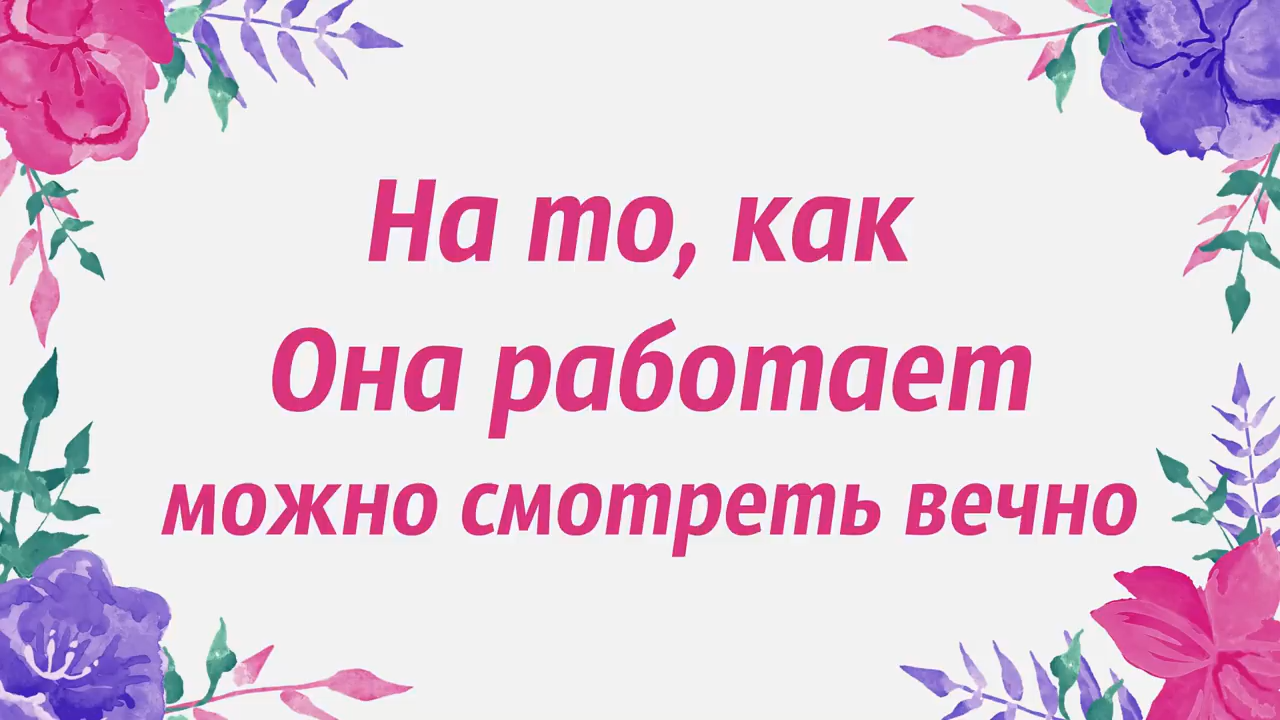 На то, как
Она работает
можно смотреть вечно